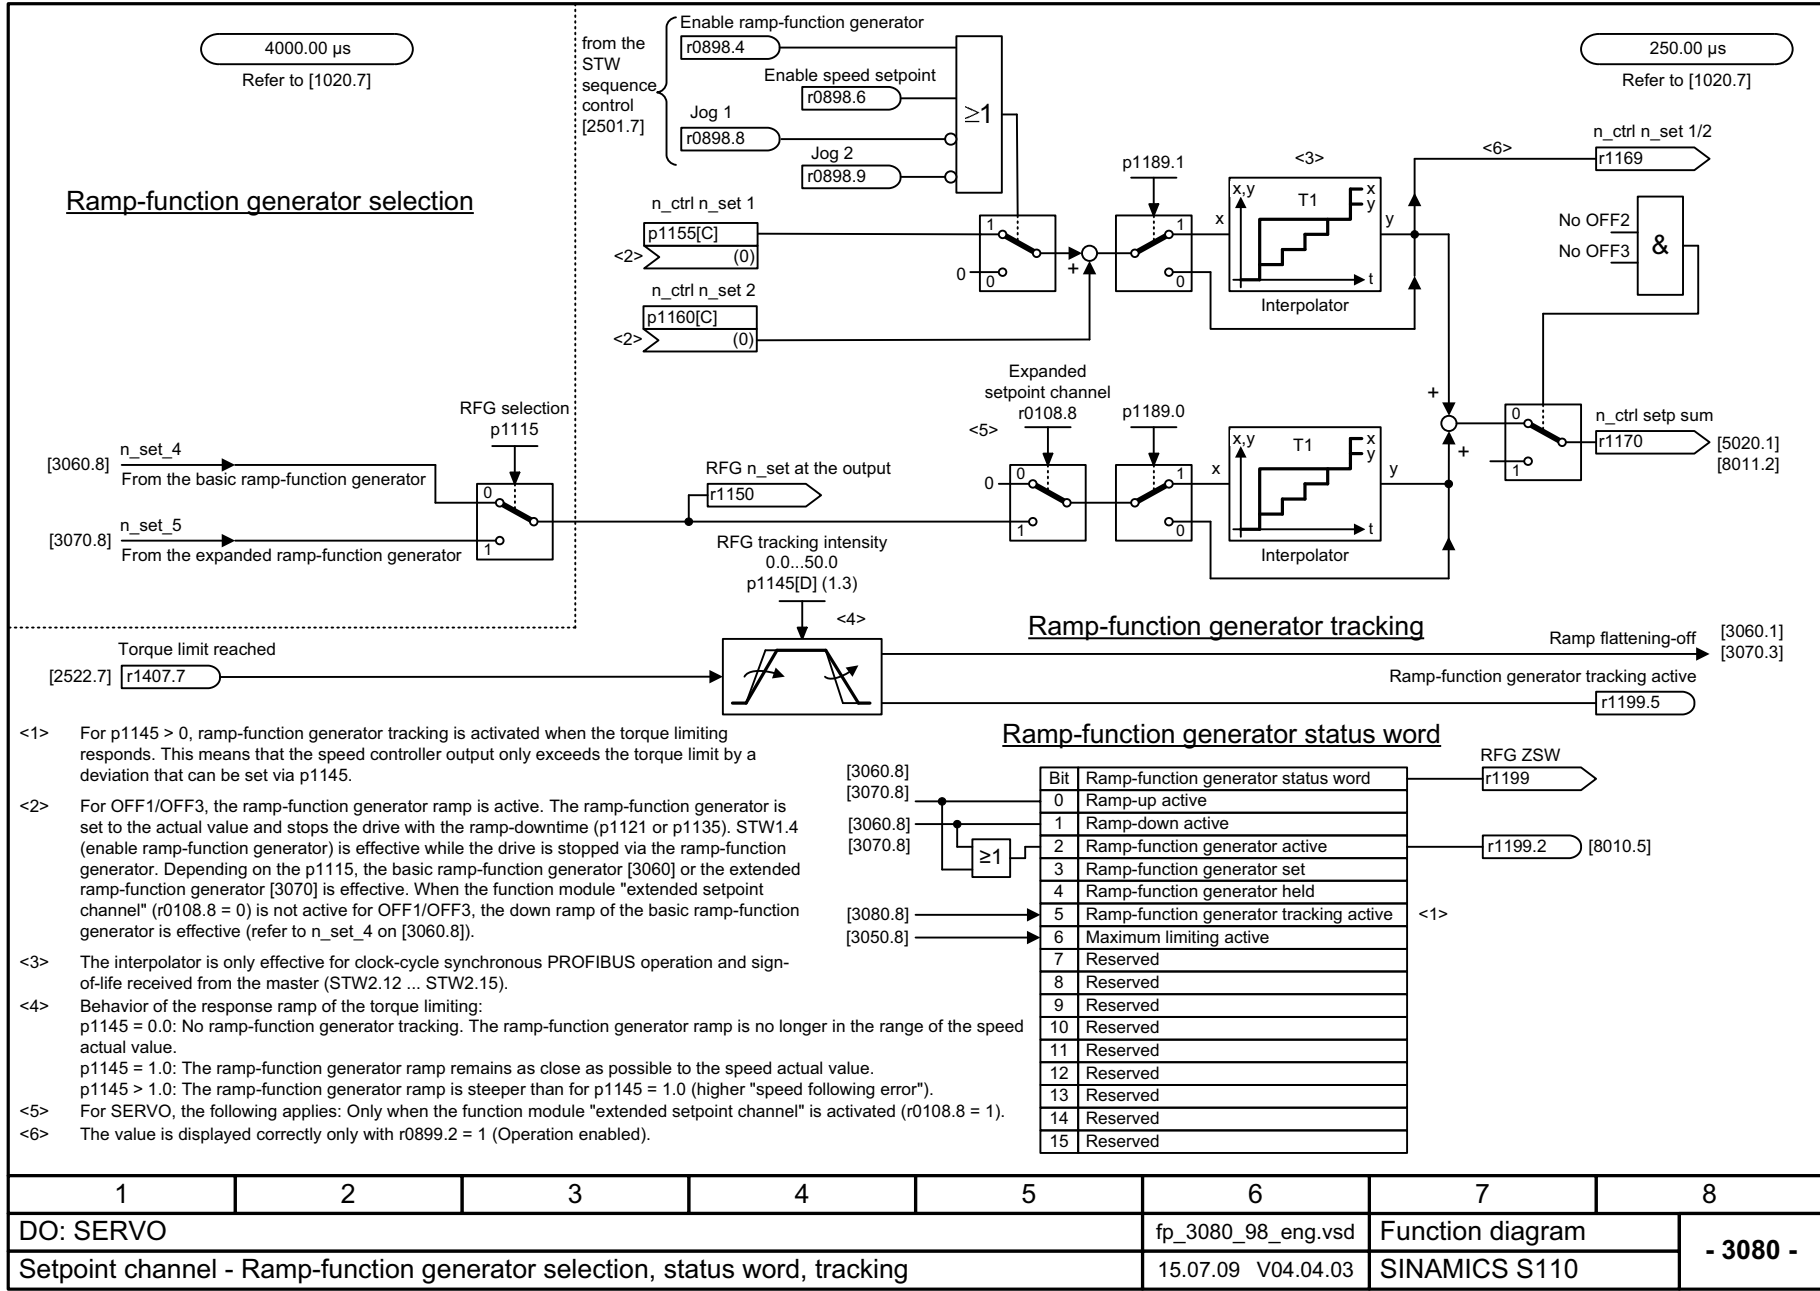 4000.00 µs
Refer to [1020.7]
from the
STW
sequence
control
[2501.7]
Enable ramp-function generator
r0898.4
Enable speed setpoint
r0898.6
Jog 1
r0898.8
Jog 2
r0898.9
≥1
250.00 µs
Refer to [1020.7]
Ramp-function generator selection
n_ctrl n_set 1
p1155[C]
<2> (0)
n_ctrl n_set 2
p1160[C]
<2> (0)
1
0
0
+
p1189.1
1
0
<3>
x
x,y
T1
x
y
t
y
Interpolator
<6>
n_ctrl n_set 1/2
r1169
No OFF2
No OFF3
&
RFG selection
p1115
[3060.8]
n_set_4
From the basic ramp-function generator
[3070.8]
n_set_5
From the expanded ramp-function generator
0
1
RFG n_set at the output
r1150
Expanded
setpoint channel
r0108.8
<5>
0
0
1
p1189.0
1
0
x
x,y
T1
x
y
t
y
Interpolator
+
+
0
1
n_ctrl setp sum
r1170
[5020.1]
[8011.2]
RFG tracking intensity
0.0...50.0
p1145[D] (1.3)
<4>
Ramp-function generator tracking
Torque limit reached
[2522.7] r1407.7
Ramp flattening-off
[3060.1]
[3070.3]
Ramp-function generator tracking active
r1199.5
<1> For p1145 > 0, ramp-function generator tracking is activated when the torque limiting
responds. This means that the speed controller output only exceeds the torque limit by a
deviation that can be set via p1145.
<2> For OFF1/OFF3, the ramp-function generator ramp is active. The ramp-function generator is
set to the actual value and stops the drive with the ramp-downtime (p1121 or p1135). STW1.4
(enable ramp-function generator) is effective while the drive is stopped via the ramp-function
generator. Depending on the p1115, the basic ramp-function generator [3060] or the extended
ramp-function generator [3070] is effective. When the function module "extended setpoint
channel" (r0108.8 = 0) is not active for OFF1/OFF3, the down ramp of the basic ramp-function
generator is effective (refer to n_set_4 on [3060.8]).
<3> The interpolator is only effective for clock-cycle synchronous PROFIBUS operation and sign-
of-life received from the master (STW2.12 ... STW2.15).
<4> Behavior of the response ramp of the torque limiting:
p1145 = 0.0: No ramp-function generator tracking. The ramp-function generator ramp is no longer in the range of the speed
actual value.
p1145 = 1.0: The ramp-function generator ramp remains as close as possible to the speed actual value.
p1145 > 1.0: The ramp-function generator ramp is steeper than for p1145 = 1.0 (higher "speed following error").
<5> For SERVO, the following applies: Only when the function module "extended setpoint channel" is activated (r0108.8 = 1).
<6> The value is displayed correctly only with r0899.2 = 1 (Operation enabled).
Ramp-function generator status word
RFG ZSW
r1199
[3060.8]
[3070.8]
[3060.8]
[3070.8]
≥1
[3080.8]
[3050.8]
Bit Ramp-function generator status word
0 Ramp-up active
1 Ramp-down active
2 Ramp-function generator active
r1199.2 [8010.5]
3 Ramp-function generator set
4 Ramp-function generator held
5 Ramp-function generator tracking active <1>
6 Maximum limiting active
7 Reserved
8 Reserved
9 Reserved
10 Reserved
11 Reserved
12 Reserved
13 Reserved
14 Reserved
15 Reserved
1 2 3 4 5 6 7 8
DO: SERVO
fp_3080_98_eng.vsd
Function diagram
- 3080 -
Setpoint channel - Ramp-function generator selection, status word, tracking
15.07.09 V04.04.03
SINAMICS S110